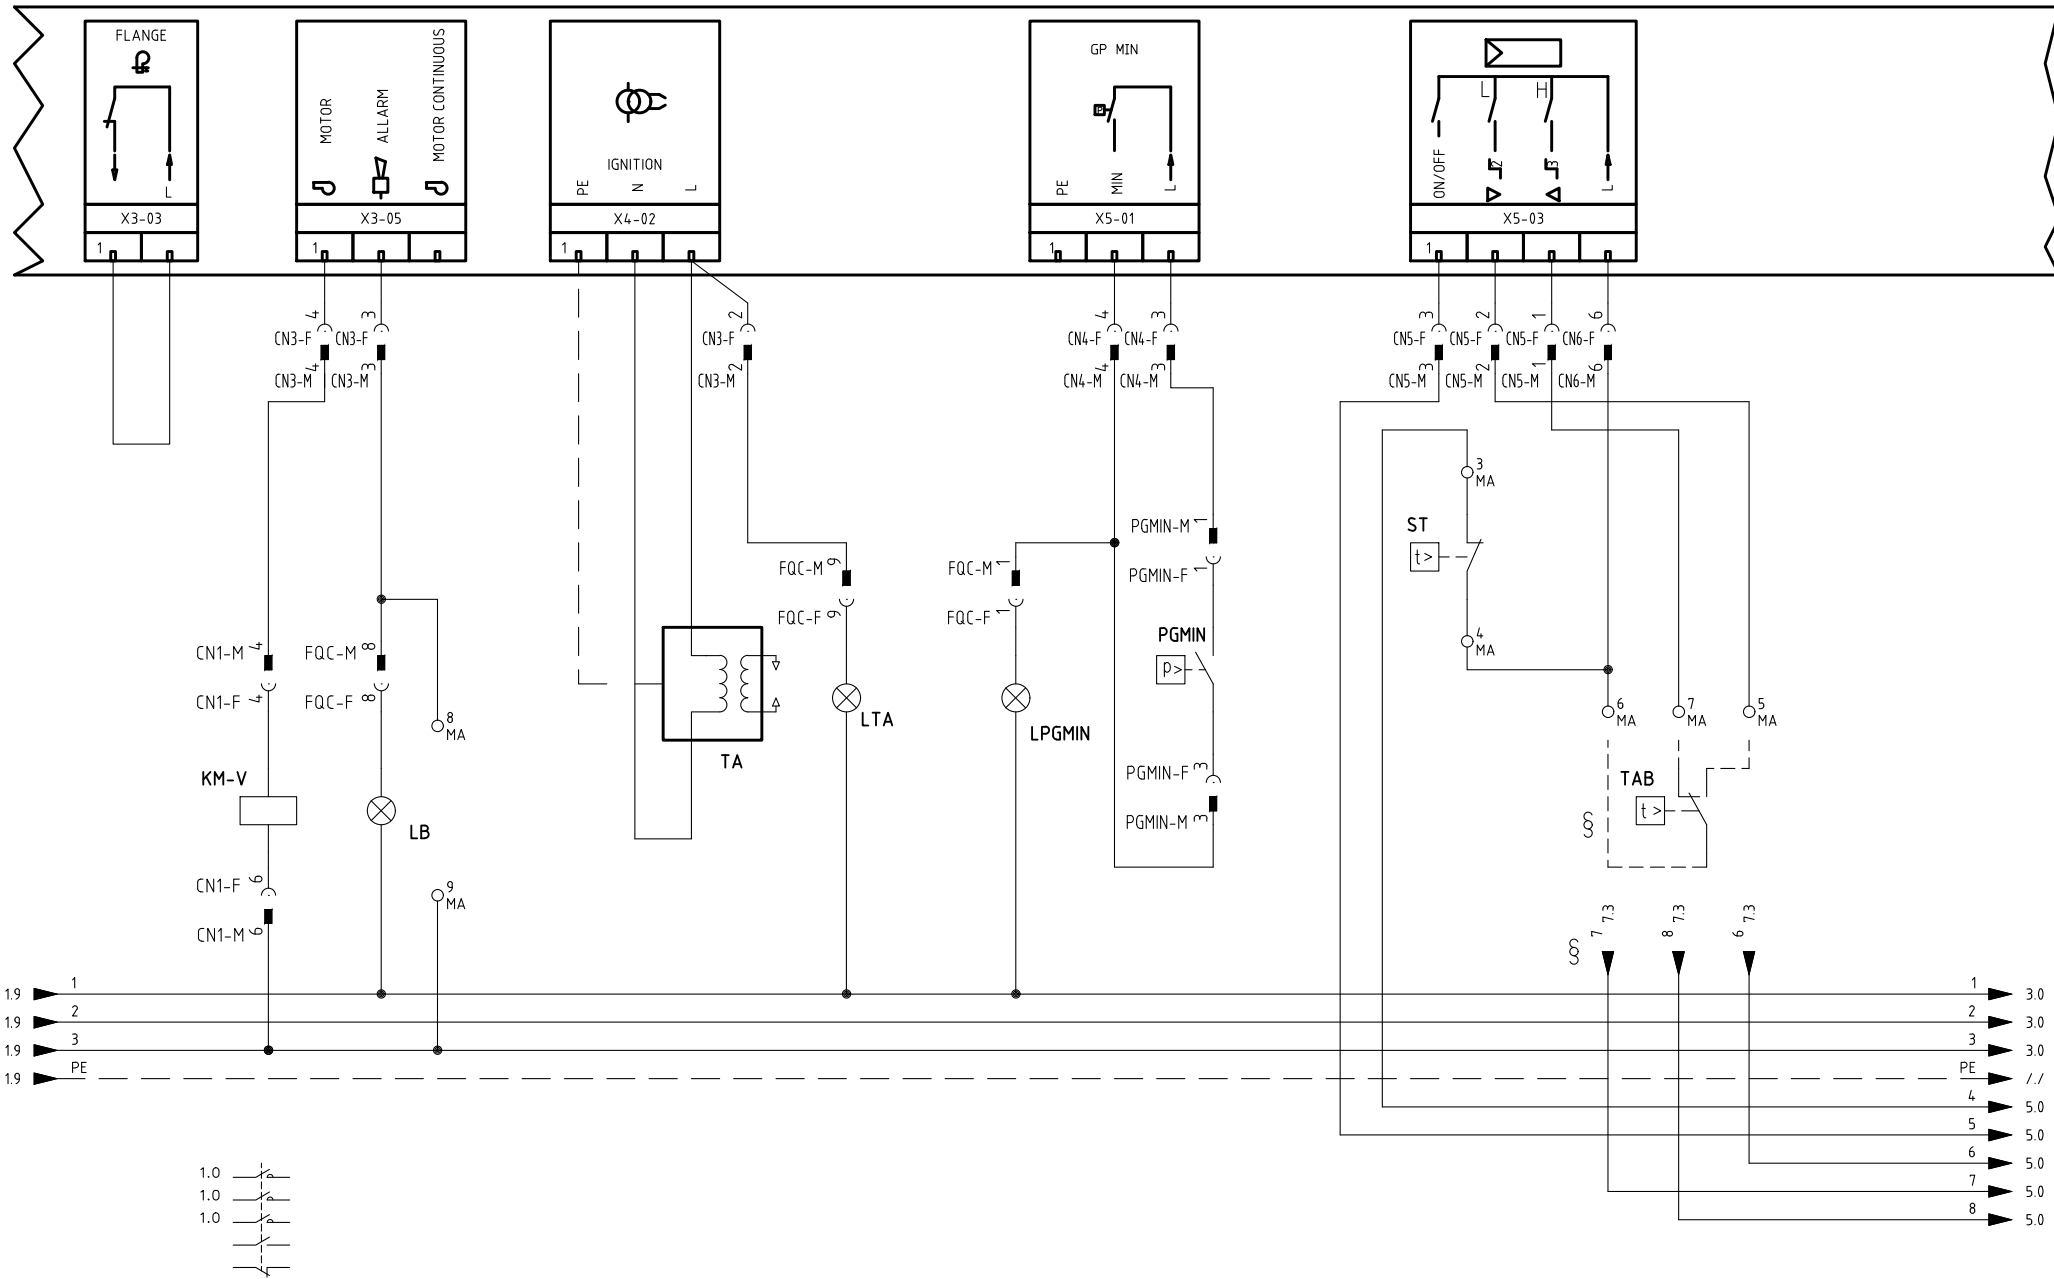 FLANGE
L
X3-03
1
MOTOR
ALLARM
MOTOR CONTINUOUS
X3-05
1
IGNITION
PE
N
L
X4-02
1
GP MIN
P
PE
MIN
L
X5-01
1
L
H
ON/OFF
2
3
L
X5-03
1
4
3
CN3-F
CN3-F
4
3
CN3-M
CN3-M
2
CN3-F
2
CN3-M
4
3
CN4-F
CN4-F
4
3
CN4-M
CN4-M
3
2
1
6
CN5-F
CN5-F
CN5-F
CN6-F
3
2
1
6
CN5-M
CN5-M
CN5-M
CN6-M
3
MA
ST
t>
4
MA
PGMIN-M 1
PGMIN-F 1
PGMIN
p>
PGMIN-F 3
PGMIN-M 3
FQC-M 9
FQC-F 9
LTA
FQC-M 1
FQC-F 1
LPGMIN
TA
CN1-M 4
CN1-F 4
FQC-M 8
FQC-F 8
8
MA
KM-V
LB
CN1-F 6
CN1-M 6
9
MA
6
MA
7
MA
5
MA
TAB
t>
§
7.3
7.3
7.3
7
8
6
§
1.9
1
1
3.0
1.9
2
2
3.0
1.9
3
3
3.0
1.9
PE
PE
/./
4
5.0
5
5.0
6
5.0
7
5.0
8
5.0
1.0
1.0
1.0